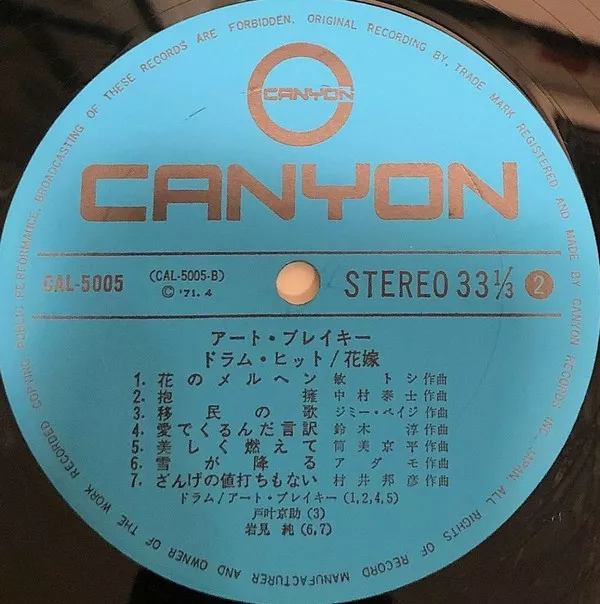 COPYING PUBLIC PERFORMANCE, BROADCASTING OF THESE RECORDS ARE FORBIDDEN. ORIGINAL RECORDING BY, TRADE MARK REGISTERED AND MADE BY CANYON RECORDS INC. JAPAN. ALL RIGHTS OF RECORD MANUFACTURER AND OWNER OF THE WORK RECORDED
CANYON
CANYON
CAL-5005 (CAL-5005-B) STEREO 33 1/3 2
© '71.4
アート・ブレイキー
ドラム・ヒット/花嫁
1. 花のメルヘン 敏トシ作曲
2. 抱擁 中村泰士作曲
3. 移民の歌 ジミー・ペイジ作曲
4. 愛でくるんだ言訳 鈴木淳作曲
5. 美しく燃えて 筒美京平作曲
6. 雪が降る アダモ作曲
7. ざんげの値打ちもない 村井邦彦作曲
ドラム/アート・ブレイキー(1,2,4,5)
戸叶京助(3)
岩見純(6,7)